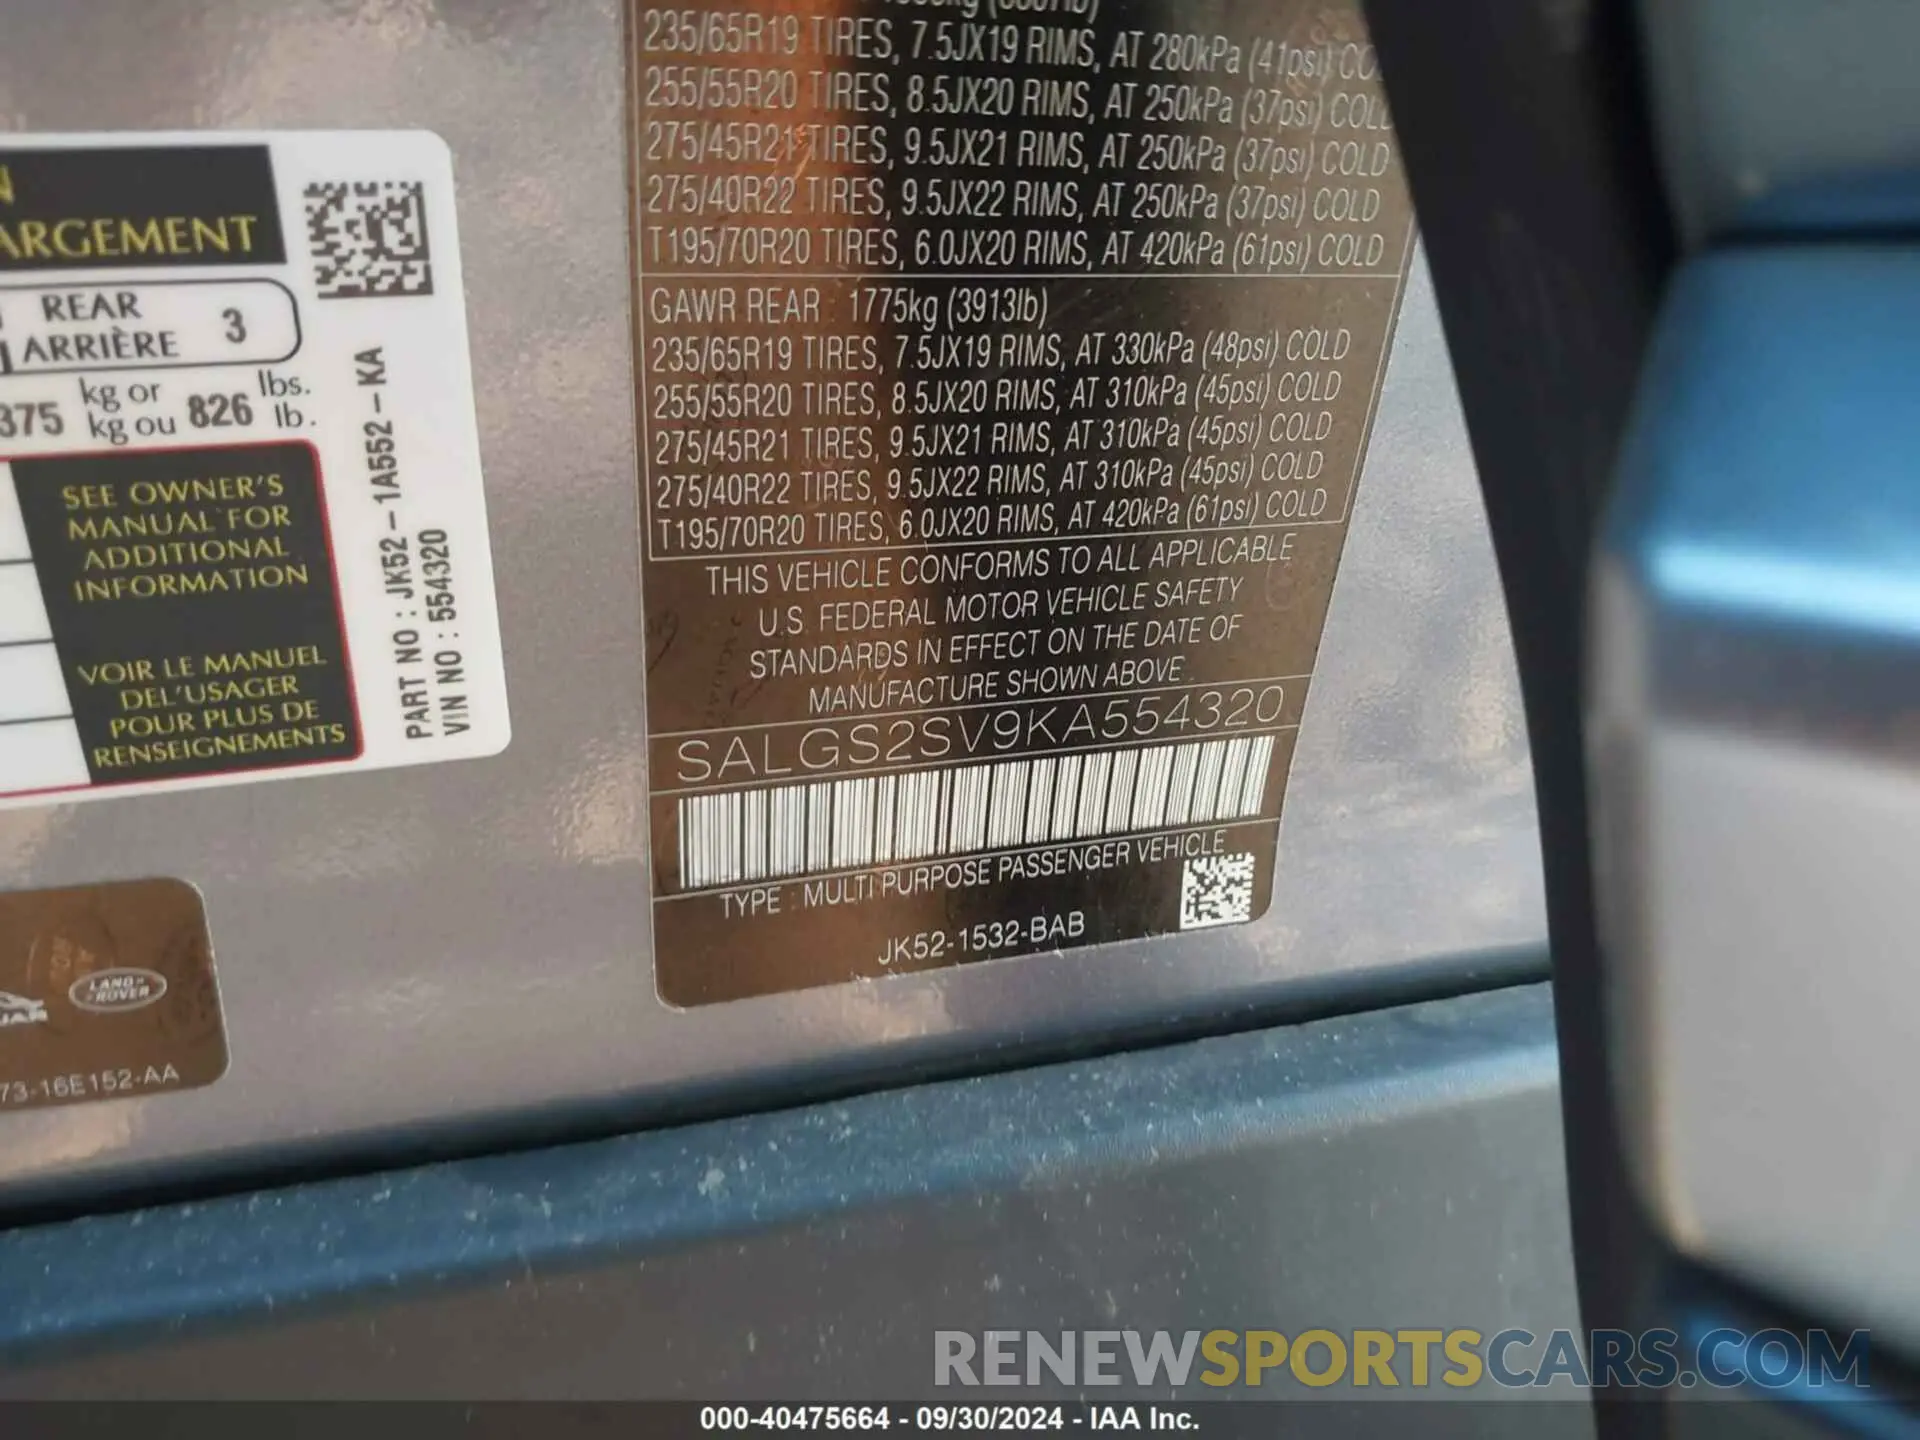 235/65R19 TIRES, 7.5JX19 RIMS, AT 280kPa (41psi)
255/55R20 TIRES, 8.5JX20 RIMS, AT 250kPa (37psi) COL
275/45R21 TIRES, 9.5JX21 RIMS, AT 250kPa (37psi) COLD
275/40R22 TIRES, 9.5JX22 RIMS, AT 250kPa (37psi) COLD
T195/70R20 TIRES, 6.0JX20 RIMS, AT 420kPa (61psi) COLD
GAWR REAR : 1775kg (3913lb)
235/65R19 TIRES, 7.5JX19 RIMS, AT 330kPa (48psi) COLD
255/55R20 TIRES, 8.5JX20 RIMS, AT 310kPa (45psi) COLD
275/45R21 TIRES, 9.5JX21 RIMS, AT 310kPa (45psi) COLD
275/40R22 TIRES, 9.5JX22 RIMS, AT 310kPa (45psi) COLD
T195/70R20 TIRES, 6.0JX20 RIMS, AT 420kPa (61psi) COLD
THIS VEHICLE CONFORMS TO ALL APPLICABLE
U.S. FEDERAL MOTOR VEHICLE SAFETY
STANDARDS IN EFFECT ON THE DATE OF
MANUFACTURE SHOWN ABOVE.
SALGS2SV9KA554320
TYPE : MULTI PURPOSE PASSENGER VEHICLE
JK52-1532-BAB
N
ARGEMENT
REAR
ARRIÈRE 3
375 kg or 826 lbs.
kg ou lb.
SEE OWNER'S
MANUAL FOR
ADDITIONAL
INFORMATION
VOIR LE MANUEL
DEL'USAGER
POUR PLUS DE
RENSEIGNEMENTS
PART NO : JK52-1A552-KA
VIN NO : 554320
LAND
ROVER
UAR
73-16E152-AA
RENEWSPORTSCARS.COM
000-40475664 - 09/30/2024 - IAA Inc.